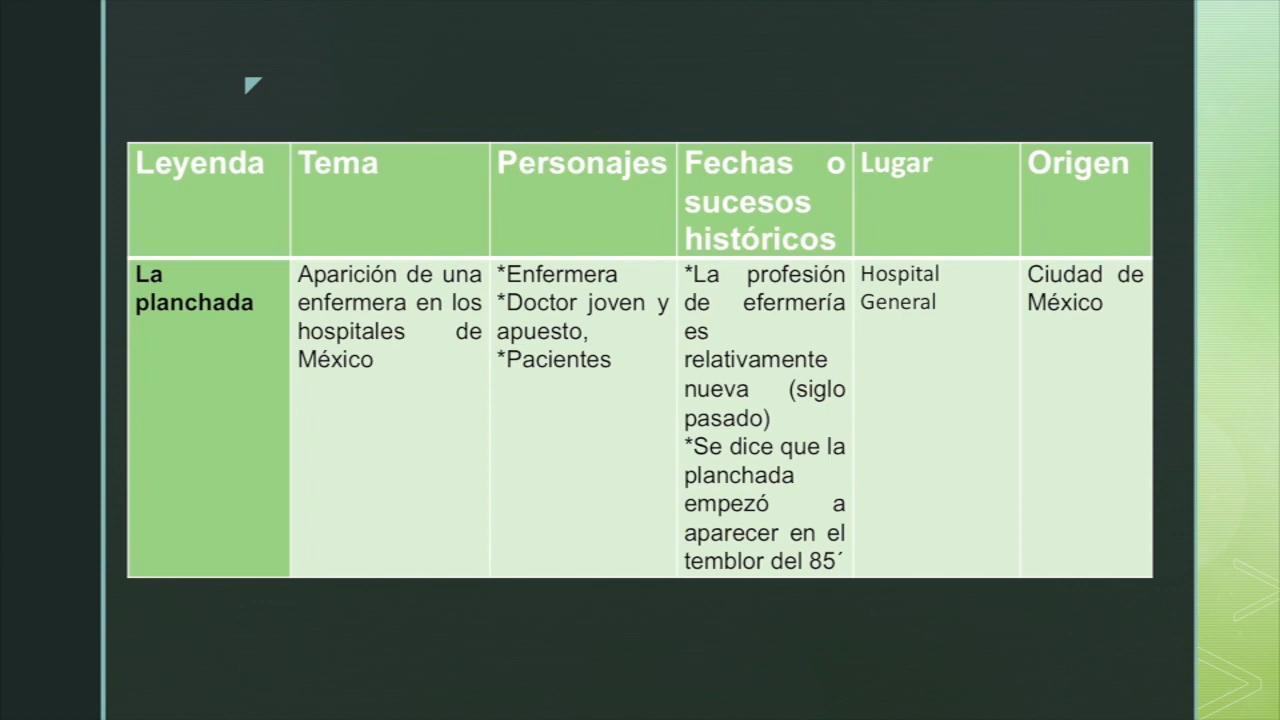 Leyenda
Tema
Personajes
Fechas o
sucesos
históricos
Lugar
Origen
La
planchada
Aparición de una
enfermera en los
hospitales de
México
*Enfermera
*Doctor joven y
apuesto,
*Pacientes
*La profesión
de efermería
es
relativamente
nueva (siglo
pasado)
*Se dice que la
planchada
empezó a
aparecer en el
temblor del 85´
Hospital
General
Ciudad de
México